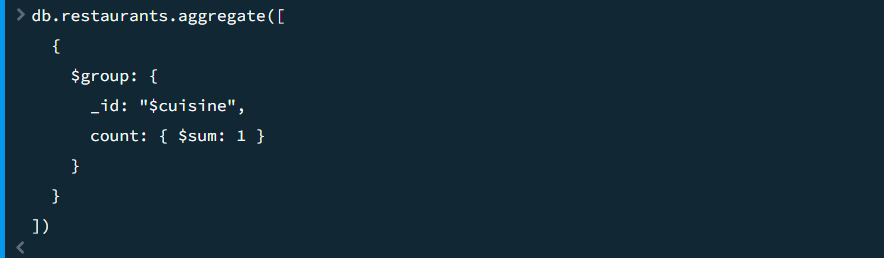 > db.restaurants.aggregate([
  {
    $group: {
      _id: "$cuisine",
      count: { $sum: 1 }
    }
  }
])
<